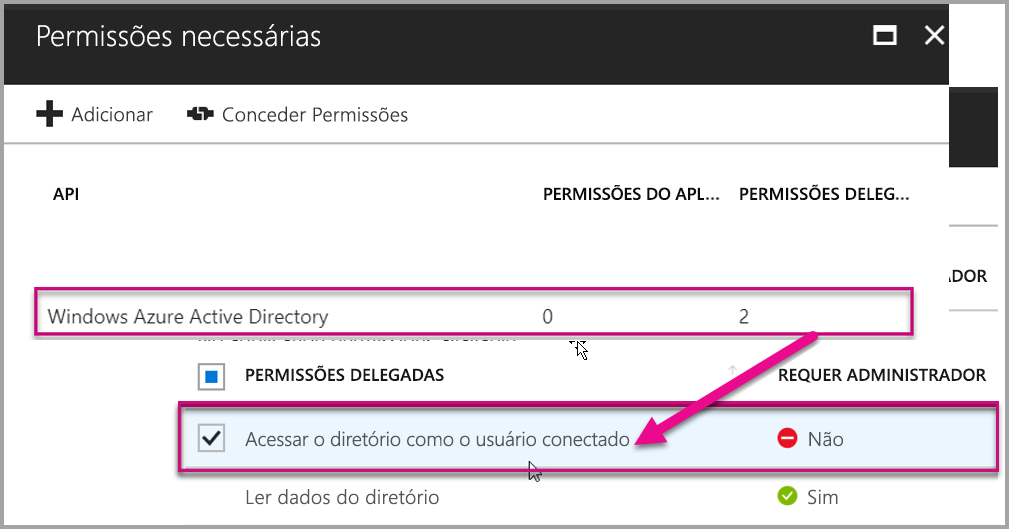 Permissões necessárias
Adicionar Conceder Permissões
API PERMISSÕES DO APL... PERMISSÕES DELEG...
ADOR
Windows Azure Active Directory 0 2
PERMISSÕES DELEGADAS REQUER ADMINISTRADOR
Acessar o diretório como o usuário conectado Não
Ler dados do diretório Sim